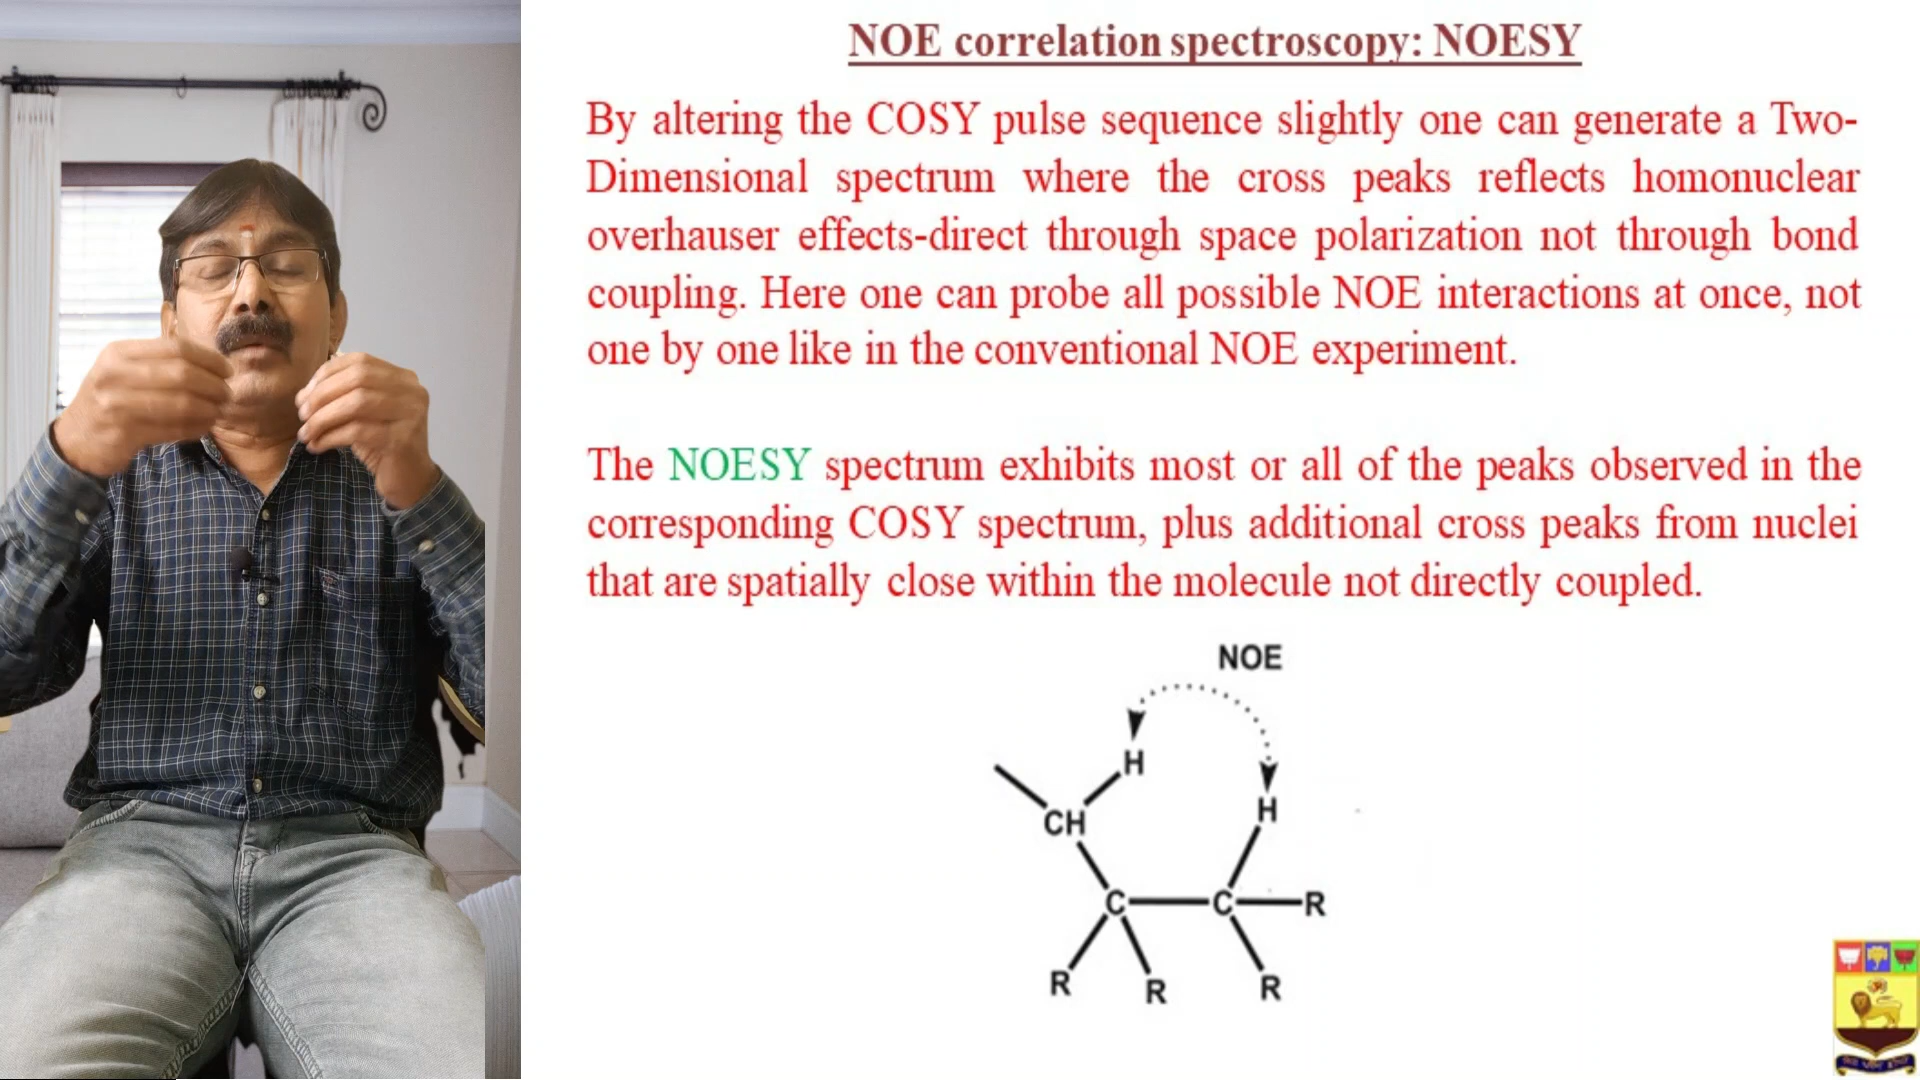 NOE correlation spectroscopy: NOESY
By altering the COSY pulse sequence slightly one can generate a Two-
Dimensional spectrum where the cross peaks reflects homonuclear
overhauser effects-direct through space polarization not through bond
coupling. Here one can probe all possible NOE interactions at once, not
one by one like in the conventional NOE experiment.
The NOESY spectrum exhibits most or all of the peaks observed in the
corresponding COSY spectrum, plus additional cross peaks from nuclei
that are spatially close within the molecule not directly coupled.
NOE
H
H
CH
C C R
R R R